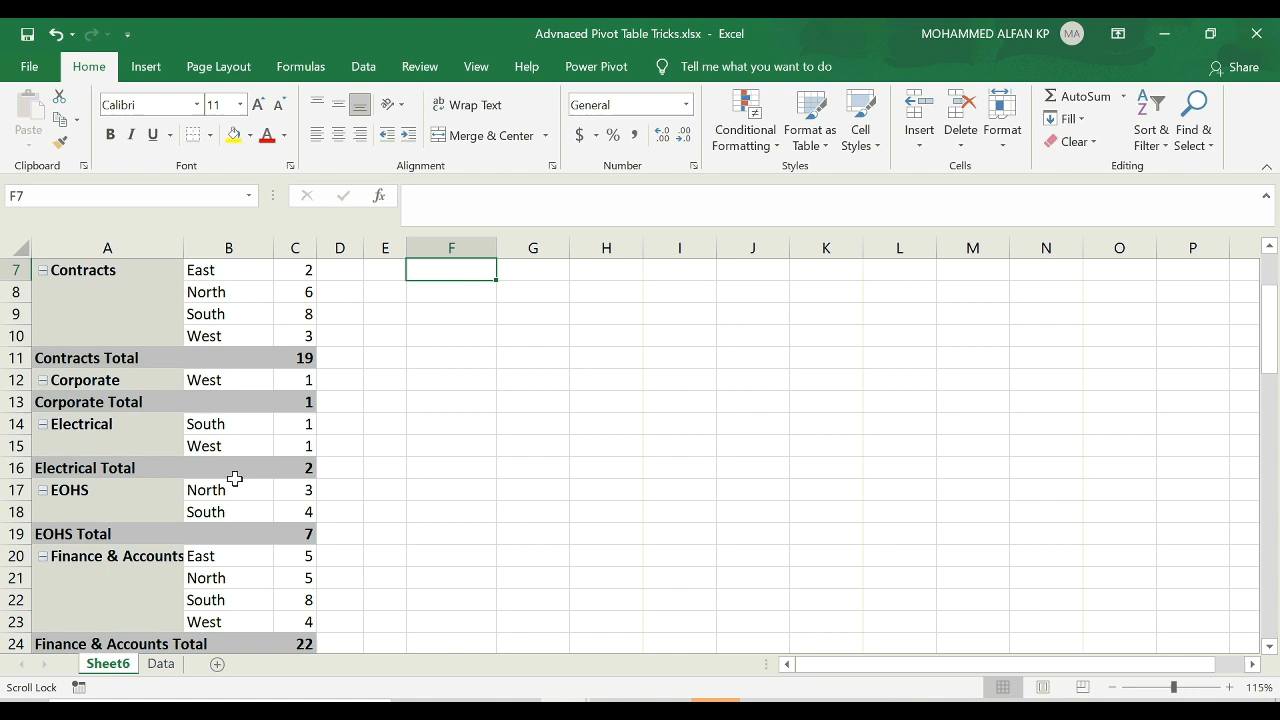 Advnaced Pivot Table Tricks.xlsx - Excel
MOHAMMED ALFAN KP MA
File Home Insert Page Layout Formulas Data Review View Help Power Pivot Tell me what you want to do Share
Paste
Calibri 11
B I U
Wrap Text
Merge & Center
General
$ % ,
Conditional Formatting
Format as Table
Cell Styles
Insert Delete Format
AutoSum
Fill
Clear
Sort & Filter
Find & Select
Clipboard Font Alignment Number Styles Cells Editing
F7 fx
A B C D E F G H I J K L M N O P
7 Contracts East 2
8 North 6
9 South 8
10 West 3
11 Contracts Total 19
12 Corporate West 1
13 Corporate Total 1
14 Electrical South 1
15 West 1
16 Electrical Total 2
17 EOHS North 3
18 South 4
19 EOHS Total 7
20 Finance & Accounts East 5
21 North 5
22 South 8
23 West 4
24 Finance & Accounts Total 22
Sheet6 Data
Scroll Lock 115%